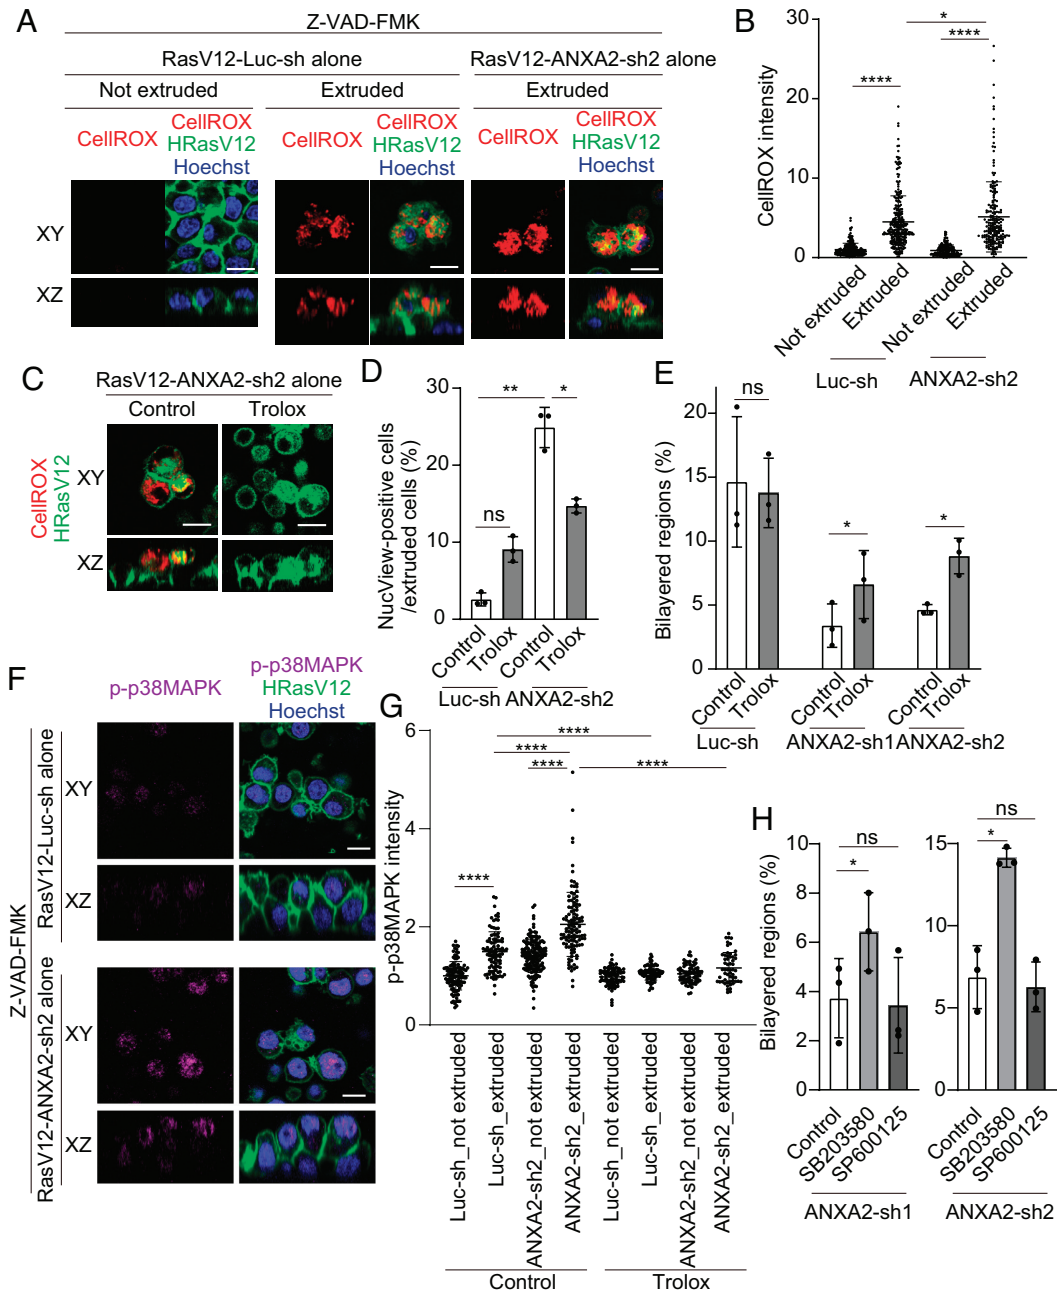 A
Z-VAD-FMK
RasV12-Luc-sh alone
RasV12-ANXA2-sh2 alone
Not extruded
Extruded
Extruded
CellROX
CellROX
HRasV12
Hoechst
CellROX
CellROX
HRasV12
Hoechst
CellROX
CellROX
HRasV12
Hoechst
XY
XZ
B
CellROX intensity
30
20
10
0
*
****
****
Not extruded
Extruded
Not extruded
Extruded
Luc-sh
ANXA2-sh2
C
RasV12-ANXA2-sh2 alone
Control
Trolox
CellROX
HRasV12
XY
XZ
D
NucView-positive cells
/extruded cells (%)
30
20
10
0
**
*
ns
Control
Trolox
Control
Trolox
Luc-sh
ANXA2-sh2
E
Bilayered regions (%)
20
15
10
5
0
ns
*
*
Control
Trolox
Control
Trolox
Control
Trolox
Luc-sh
ANXA2-sh1
ANXA2-sh2
F
p-p38MAPK
p-p38MAPK
HRasV12
Hoechst
Z-VAD-FMK
RasV12-Luc-sh alone
XY
XZ
RasV12-ANXA2-sh2 alone
XY
XZ
G
p-p38MAPK intensity
6
4
2
0
****
****
****
****
****
Luc-sh_not extruded
Luc-sh_extruded
ANXA2-sh2_not extruded
ANXA2-sh2_extruded
Luc-sh_not extruded
Luc-sh_extruded
ANXA2-sh2_not extruded
ANXA2-sh2_extruded
Control
Trolox
H
Bilayered regions (%)
10
8
6
4
2
0
ns
*
Control
SB203580
SP600125
ANXA2-sh1
15
10
5
0
ns
*
Control
SB203580
SP600125
ANXA2-sh2